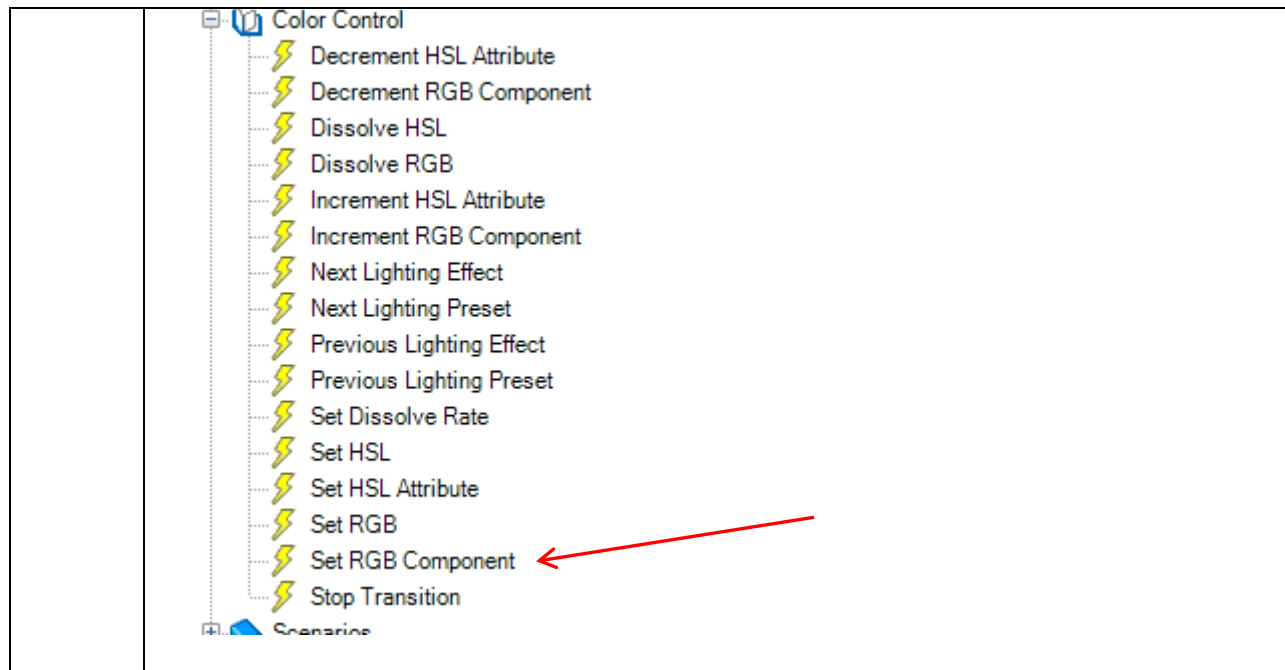 Color Control
Decrement HSL Attribute
Decrement RGB Component
Dissolve HSL
Dissolve RGB
Increment HSL Attribute
Increment RGB Component
Next Lighting Effect
Next Lighting Preset
Previous Lighting Effect
Previous Lighting Preset
Set Dissolve Rate
Set HSL
Set HSL Attribute
Set RGB
Set RGB Component
Stop Transition
Scenarios